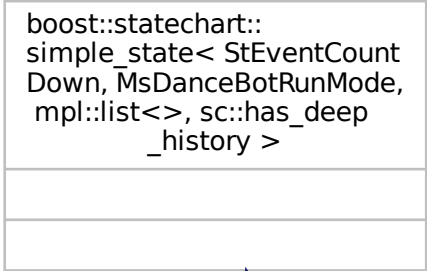 boost::statechart::
simple_state< StEventCount
Down, MsDanceBotRunMode,
mpl::list<>, sc::has_deep
_history >